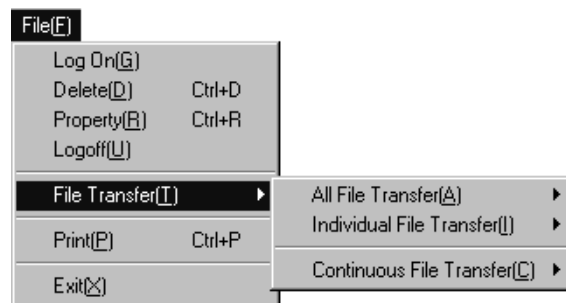 File(F)
Log On(G)
Delete(D) Ctrl+D
Property(R) Ctrl+R
Logoff(U)
File Transfer(T)
All File Transfer(A)
Individual File Transfer(I)
Print(P) Ctrl+P
Continuous File Transfer(C)
Exit(X)